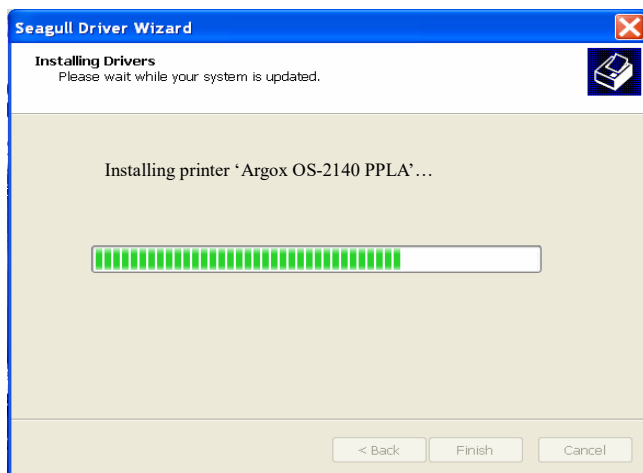 Seagull Driver Wizard
Installing Drivers
Please wait while your system is updated.
Installing printer ‘Argox OS-2140 PPLA’…
< Back
Finish
Cancel